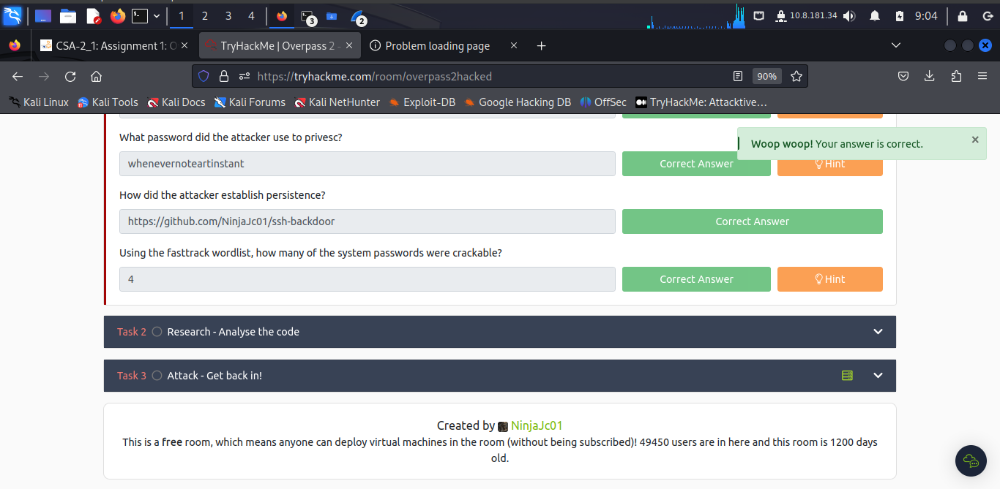 1
2
3
4
3
2
10.8.181.34
9:04
CSA-2_1: Assignment 1: O
TryHackMe | Overpass 2 -
Problem loading page
https://tryhackme.com/room/overpass2hacked
90%
Kali Linux
Kali Tools
Kali Docs
Kali Forums
Kali NetHunter
Exploit-DB
Google Hacking DB
OffSec
TryHackMe: Attacktive…
What password did the attacker use to privesc?
Woop woop! Your answer is correct.
whenevernoteartinstant
Correct Answer
Hint
How did the attacker establish persistence?
https://github.com/NinjaJc01/ssh-backdoor
Correct Answer
Using the fasttrack wordlist, how many of the system passwords were crackable?
4
Correct Answer
Hint
Task 2 Research - Analyse the code
Task 3 Attack - Get back in!
Created by NinjaJc01
This is a free room, which means anyone can deploy virtual machines in the room (without being subscribed)! 49450 users are in here and this room is 1200 days
old.